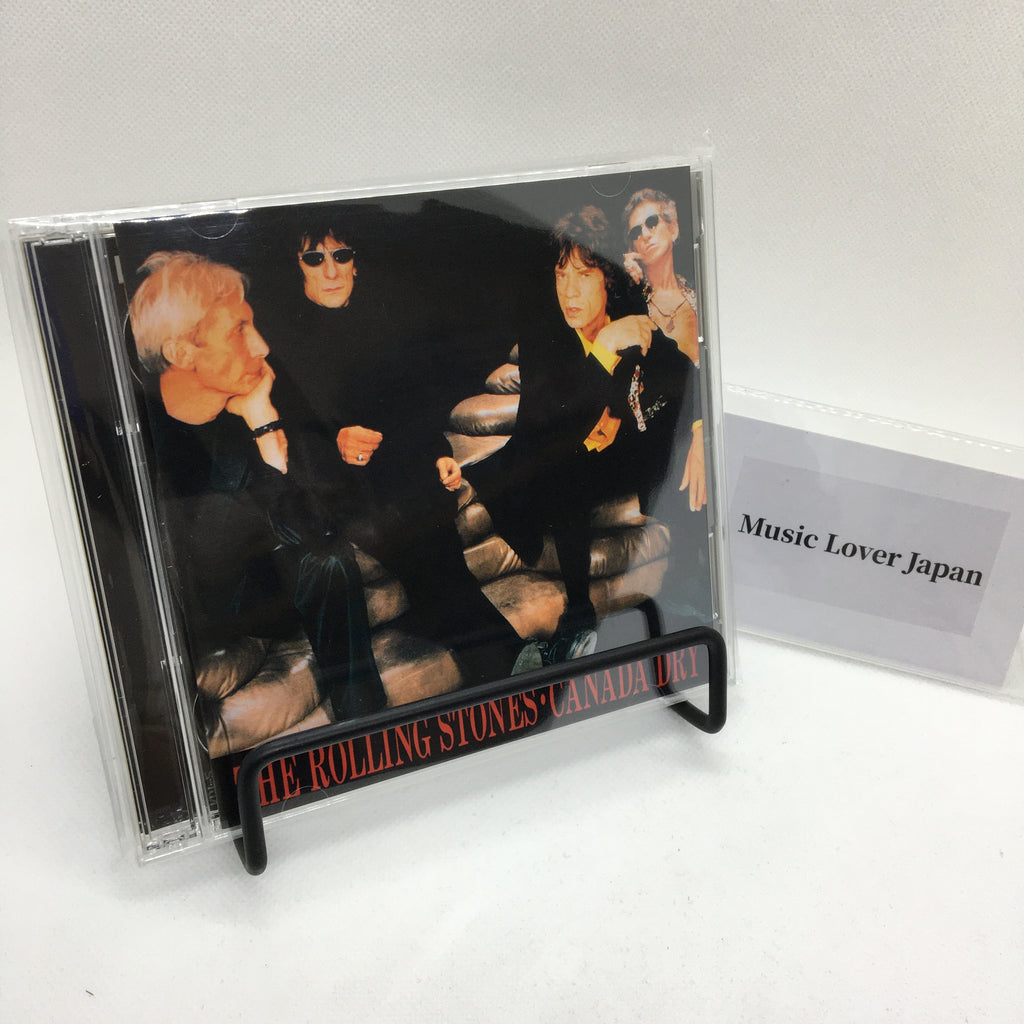 THE ROLLING STONES·CANADA DRY
Music Lover Japan